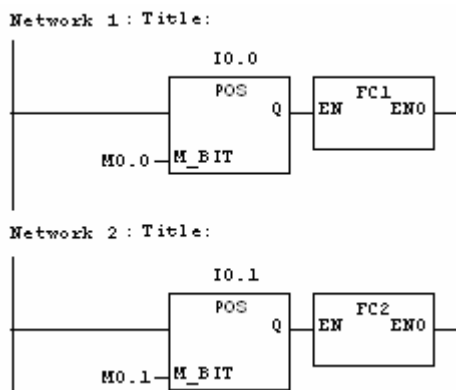 Network 1 : Title:
I0.0
POS
Q
M0.0
M_BIT
FC1
EN ENO
Network 2 : Title:
I0.1
POS
Q
M0.1
M_BIT
FC2
EN ENO